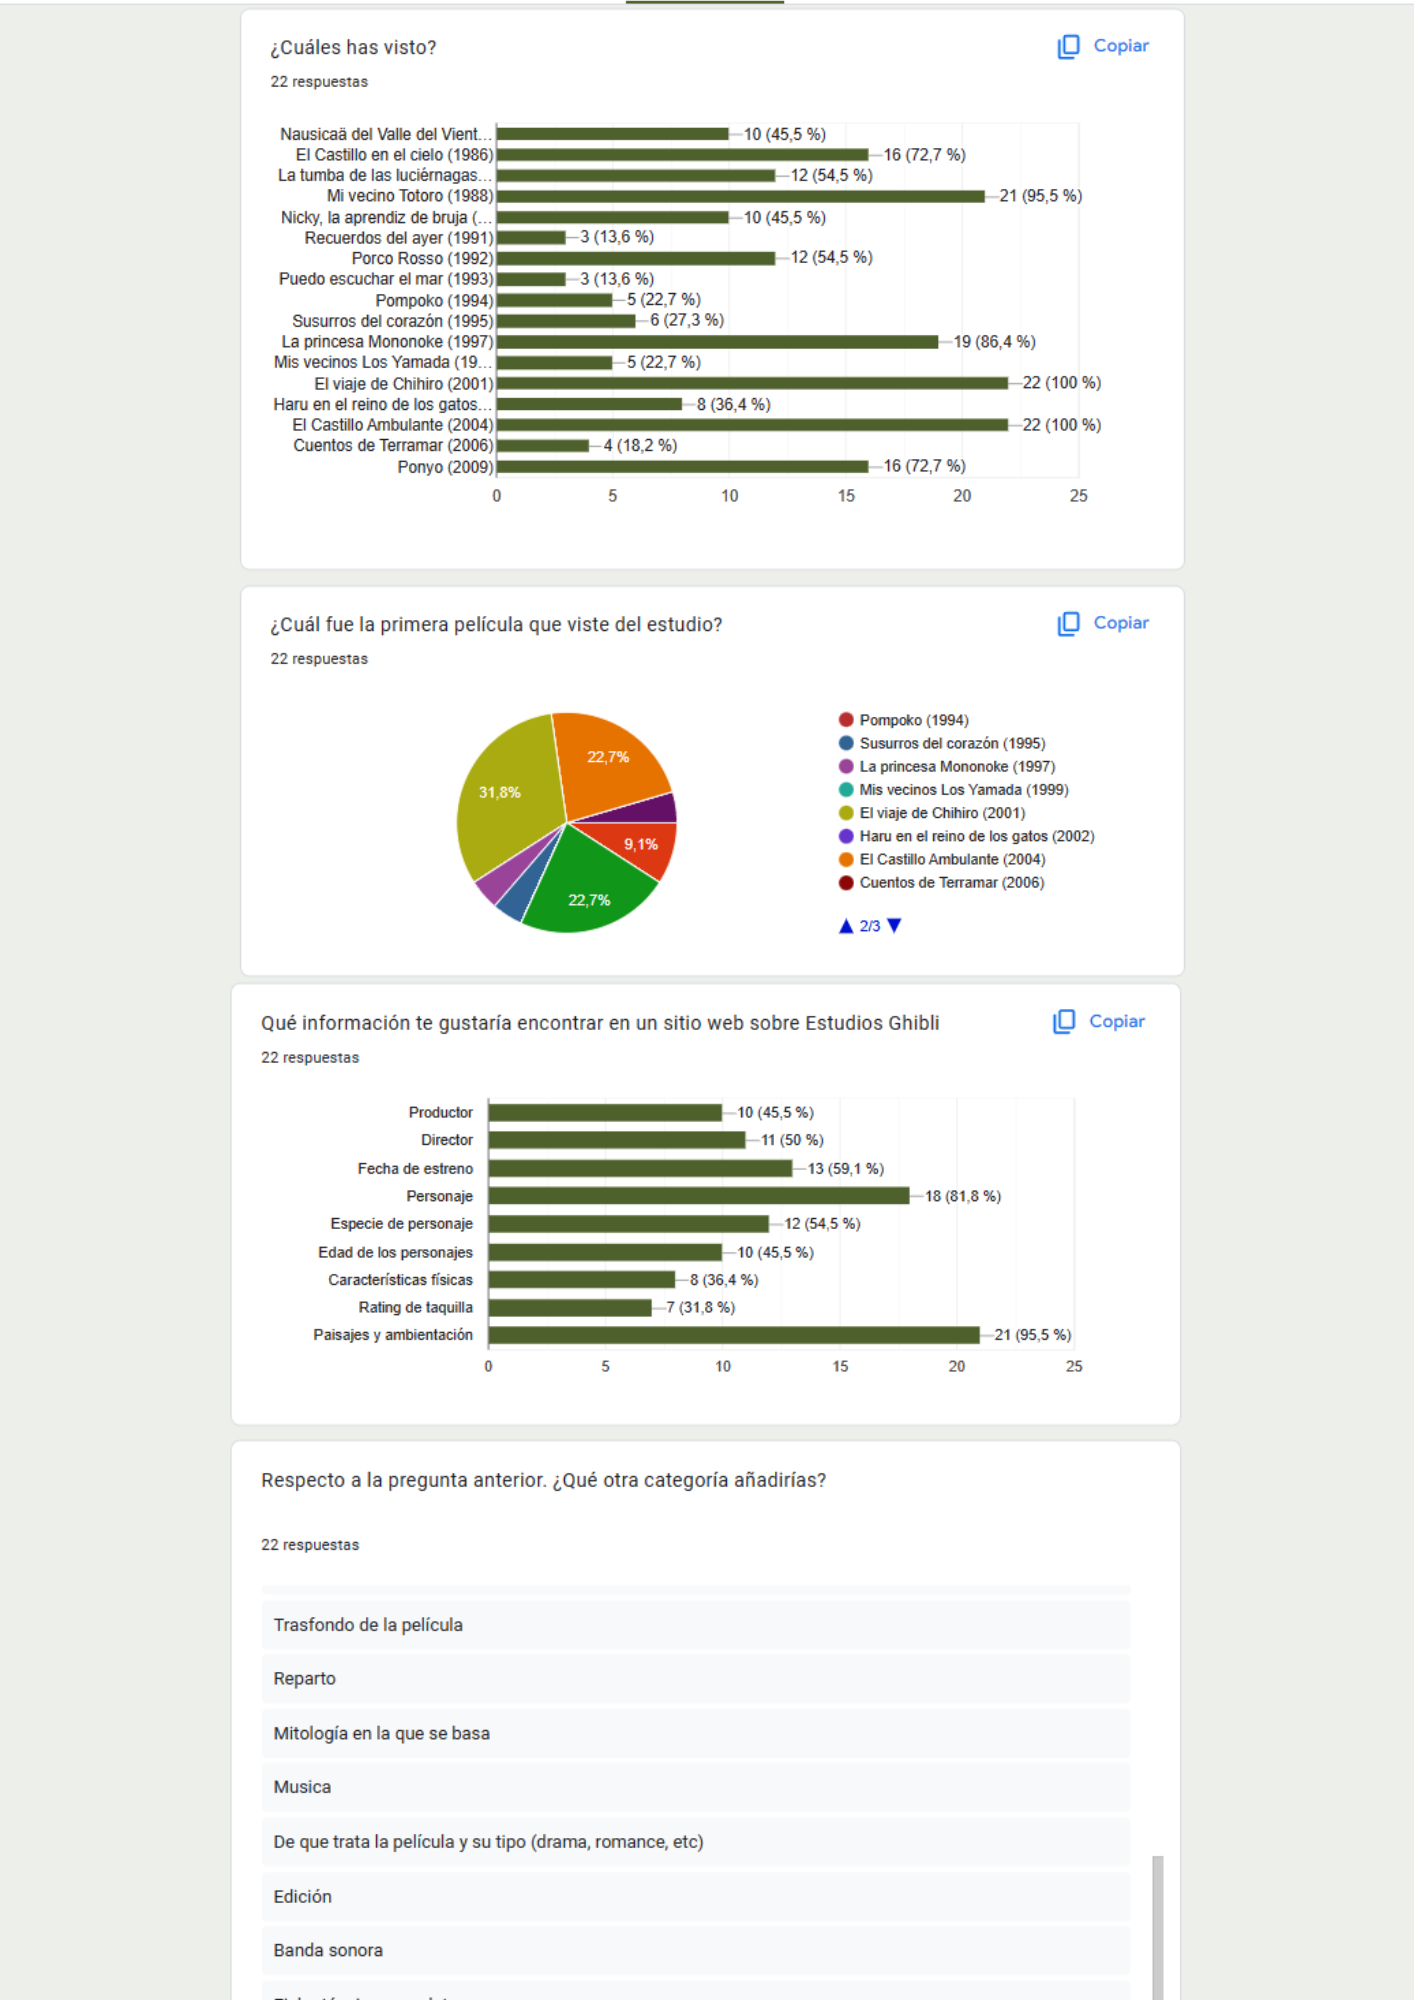 ¿Cuáles has visto?
Copiar
22 respuestas
Nausicaä del Valle del Vient... 10 (45,5 %)
El Castillo en el cielo (1986) 16 (72,7 %)
La tumba de las luciérnagas... 12 (54,5 %)
Mi vecino Totoro (1988) 21 (95,5 %)
Nicky, la aprendiz de bruja (... 10 (45,5 %)
Recuerdos del ayer (1991) 3 (13,6 %)
Porco Rosso (1992) 12 (54,5 %)
Puedo escuchar el mar (1993) 3 (13,6 %)
Pompoko (1994) 5 (22,7 %)
Susurros del corazón (1995) 6 (27,3 %)
La princesa Mononoke (1997) 19 (86,4 %)
Mis vecinos Los Yamada (19... 5 (22,7 %)
El viaje de Chihiro (2001) 22 (100 %)
Haru en el reino de los gatos... 8 (36,4 %)
El Castillo Ambulante (2004) 22 (100 %)
Cuentos de Terramar (2006) 4 (18,2 %)
Ponyo (2009) 16 (72,7 %)
0 5 10 15 20 25
¿Cuál fue la primera película que viste del estudio?
Copiar
22 respuestas
22,7%
31,8%
9,1%
22,7%
Pompoko (1994)
Susurros del corazón (1995)
La princesa Mononoke (1997)
Mis vecinos Los Yamada (1999)
El viaje de Chihiro (2001)
Haru en el reino de los gatos (2002)
El Castillo Ambulante (2004)
Cuentos de Terramar (2006)
2/3
Qué información te gustaría encontrar en un sitio web sobre Estudios Ghibli
Copiar
22 respuestas
Productor 10 (45,5 %)
Director 11 (50 %)
Fecha de estreno 13 (59,1 %)
Personaje 18 (81,8 %)
Especie de personaje 12 (54,5 %)
Edad de los personajes 10 (45,5 %)
Características físicas 8 (36,4 %)
Rating de taquilla 7 (31,8 %)
Paisajes y ambientación 21 (95,5 %)
0 5 10 15 20 25
Respecto a la pregunta anterior. ¿Qué otra categoría añadirías?
22 respuestas
Trasfondo de la película
Reparto
Mitología en la que se basa
Musica
De que trata la película y su tipo (drama, romance, etc)
Edición
Banda sonora